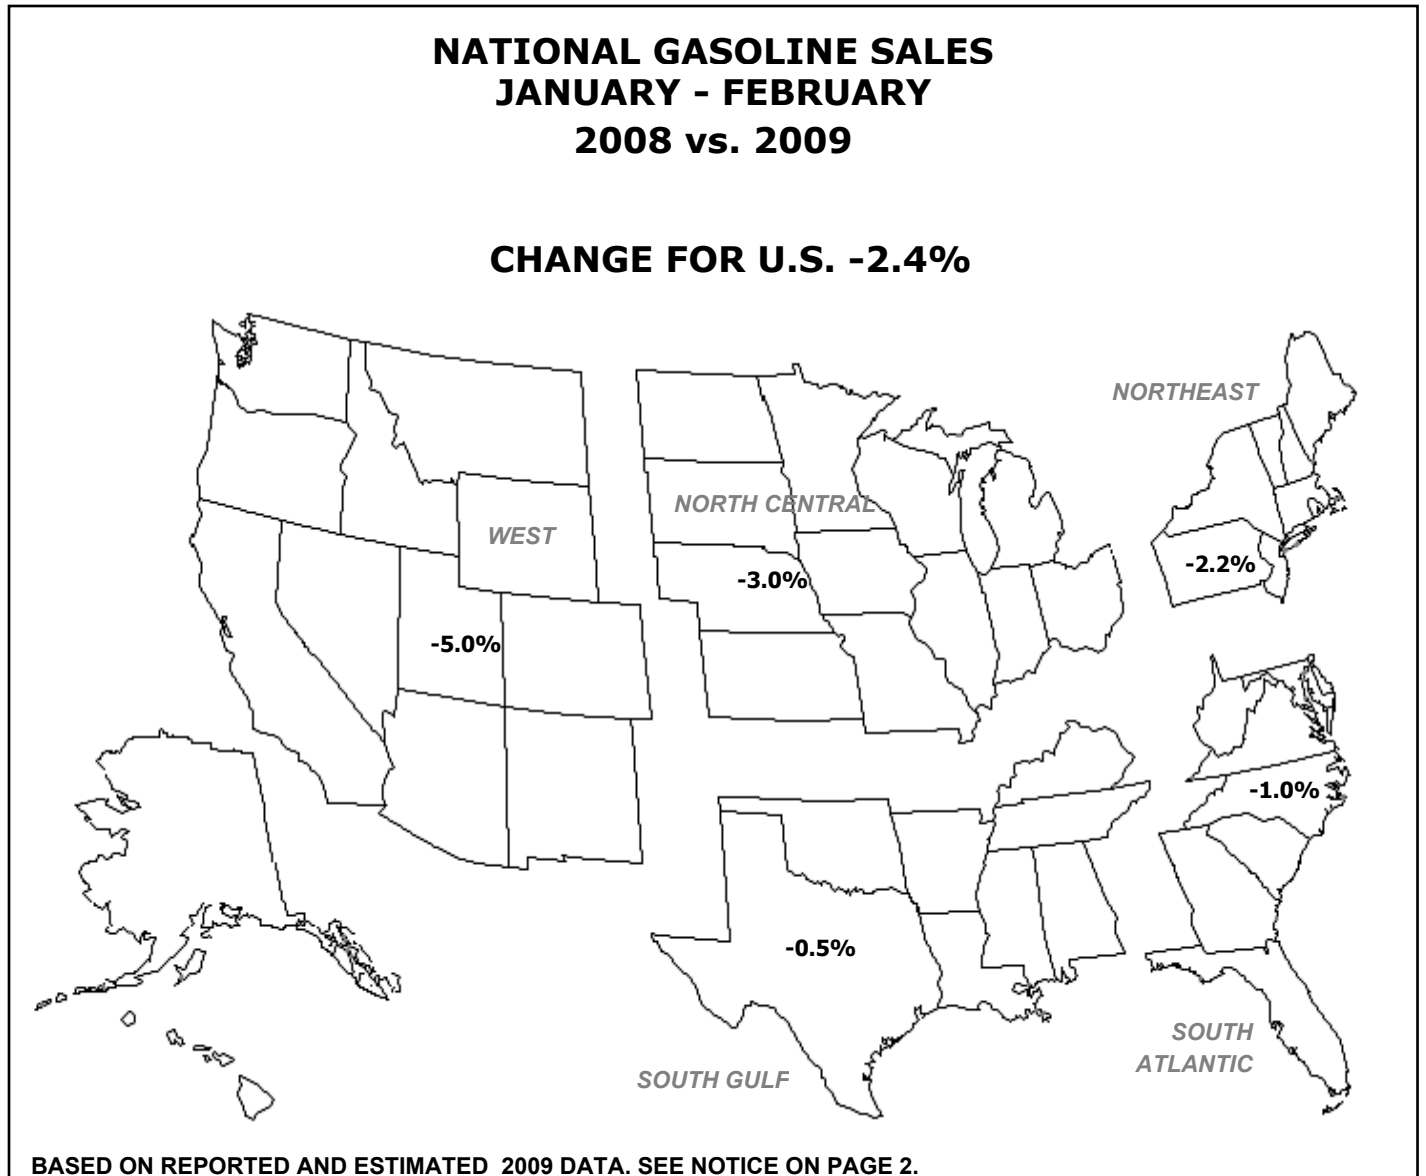 NATIONAL GASOLINE SALES
JANUARY - FEBRUARY
2008 vs. 2009
CHANGE FOR U.S. -2.4%
NORTHEAST
NORTH CENTRAL
WEST
-2.2%
-3.0%
-5.0%
-1.0%
-0.5%
SOUTH
ATLANTIC
SOUTH GULF
BASED ON REPORTED AND ESTIMATED  2009 DATA. SEE NOTICE ON PAGE 2.